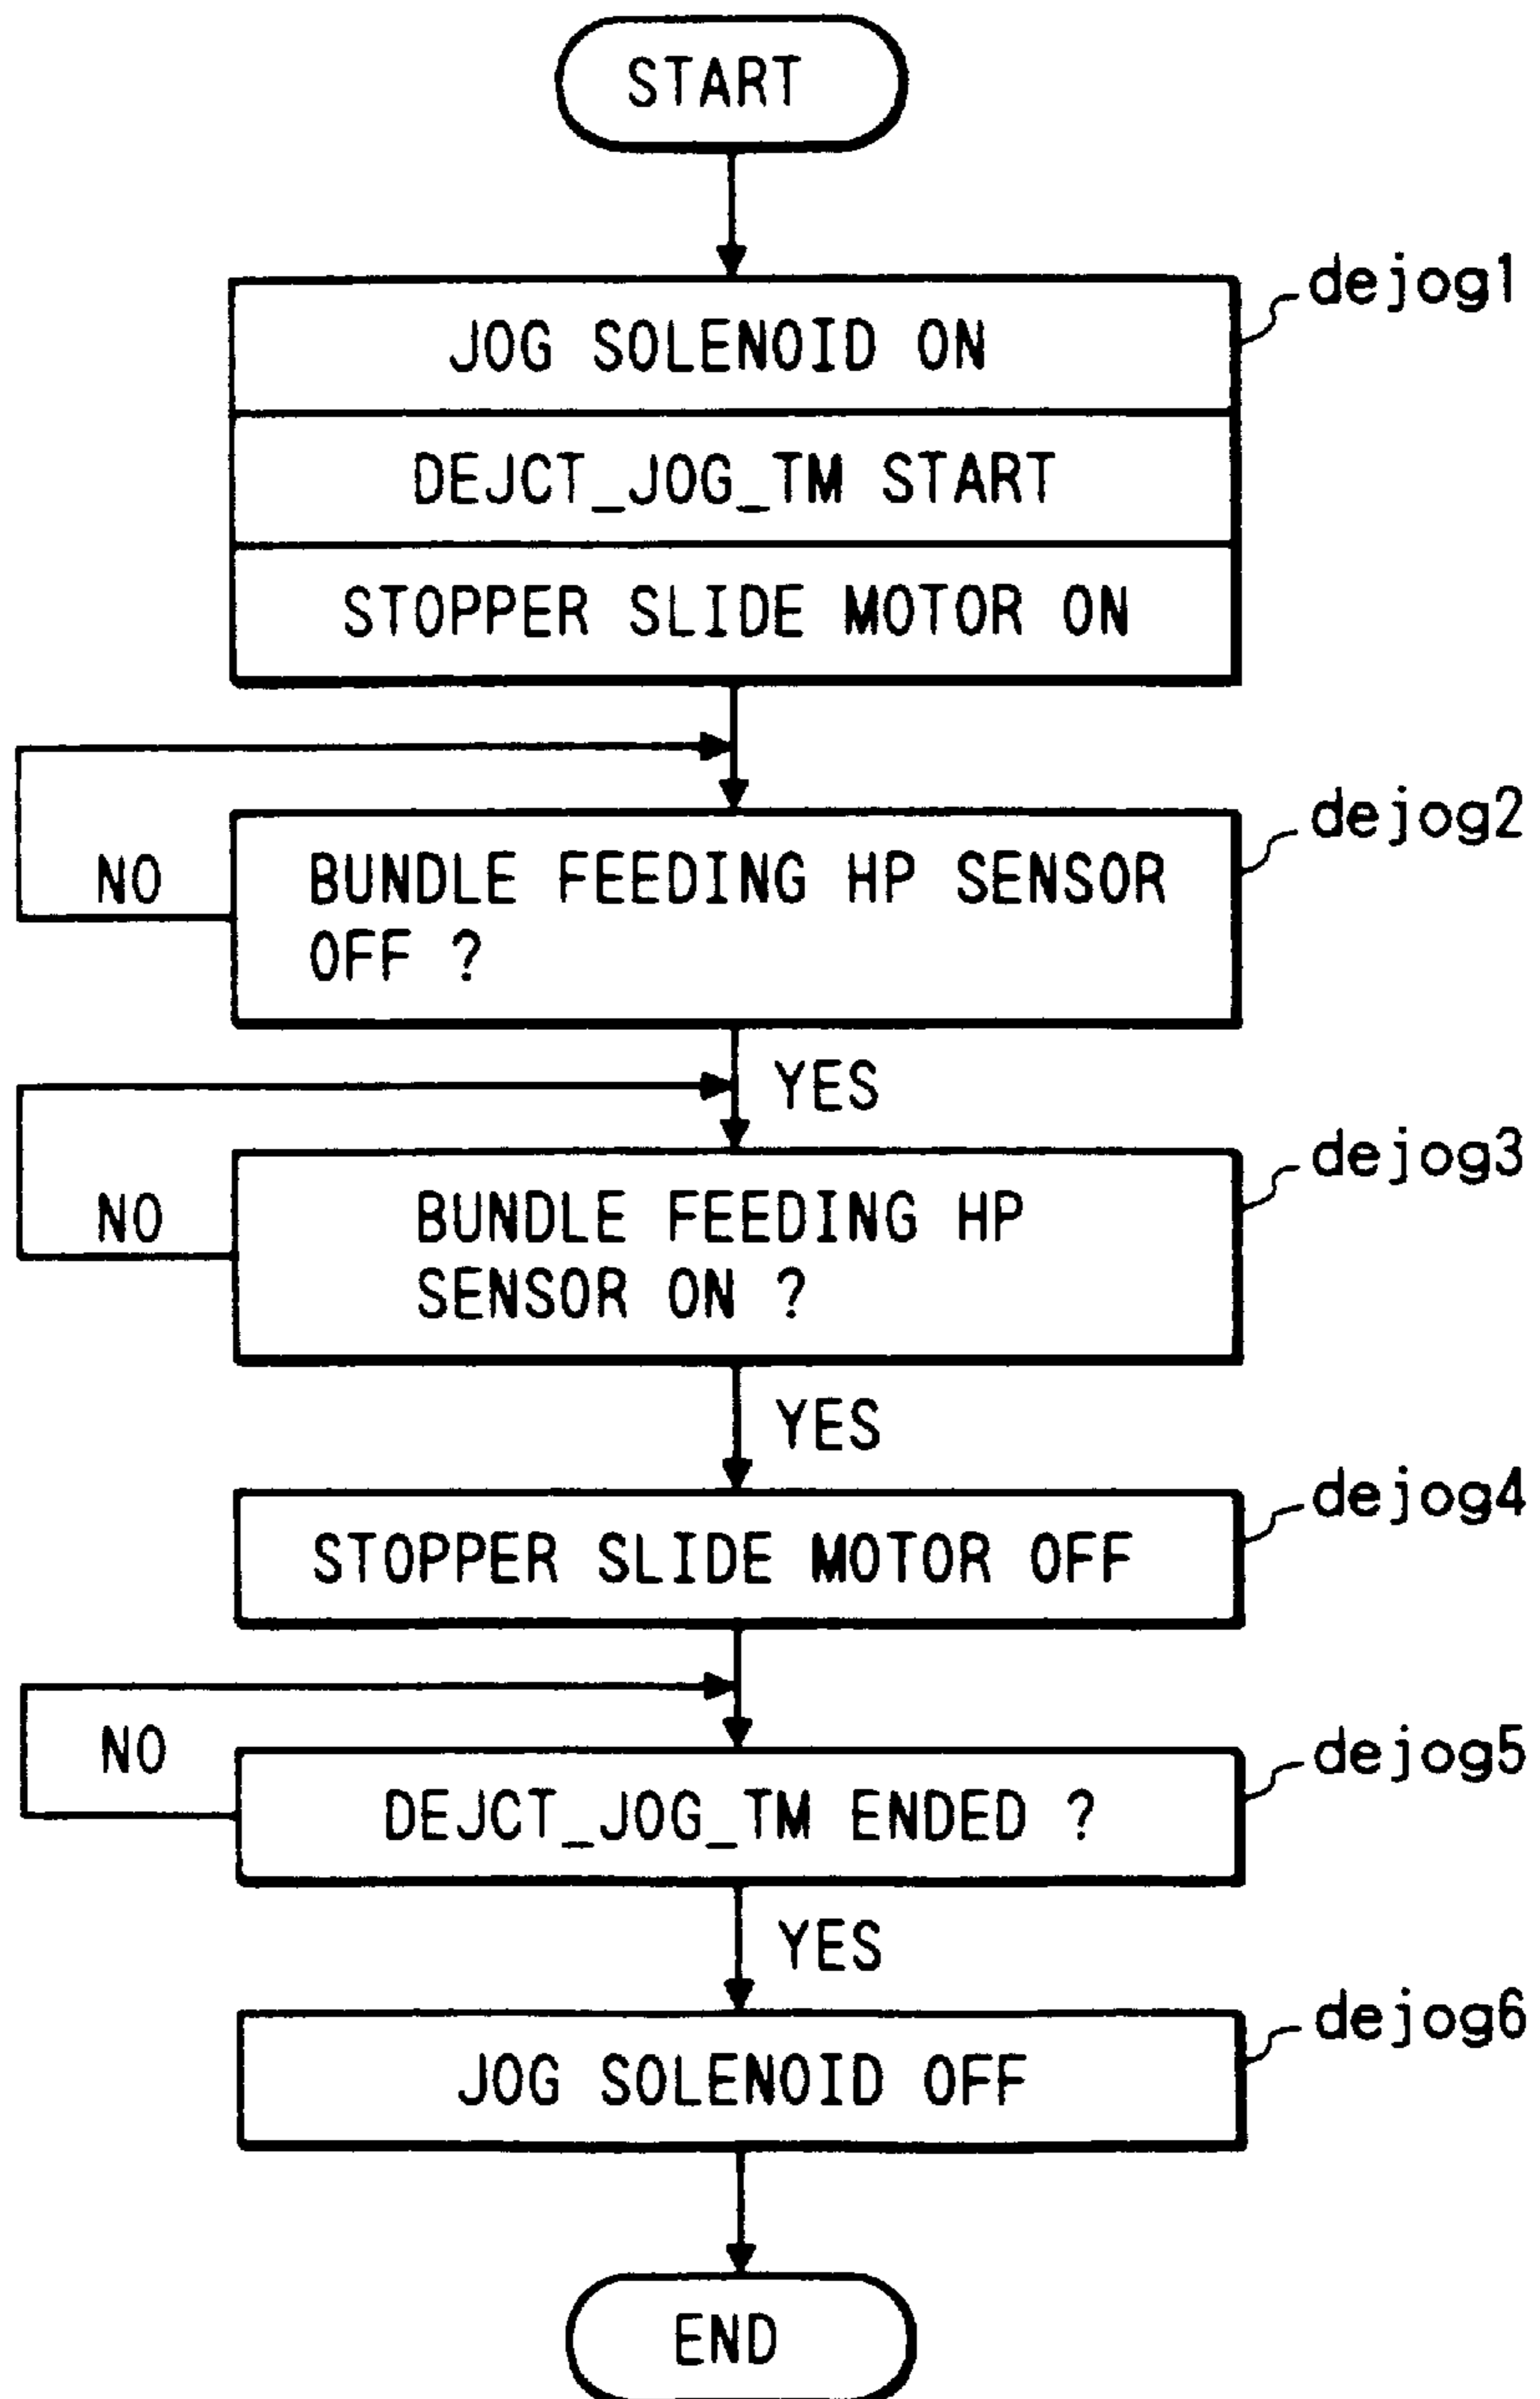 START
dejog1
JOG SOLENOID ON
DEJCT_JOG_TM START
STOPPER SLIDE MOTOR ON
dejog2
NO
BUNDLE FEEDING HP SENSOR
OFF ?
YES
dejog3
NO
BUNDLE FEEDING HP
SENSOR ON ?
YES
dejog4
STOPPER SLIDE MOTOR OFF
dejog5
NO
DEJCT_JOG_TM ENDED ?
YES
dejog6
JOG SOLENOID OFF
END